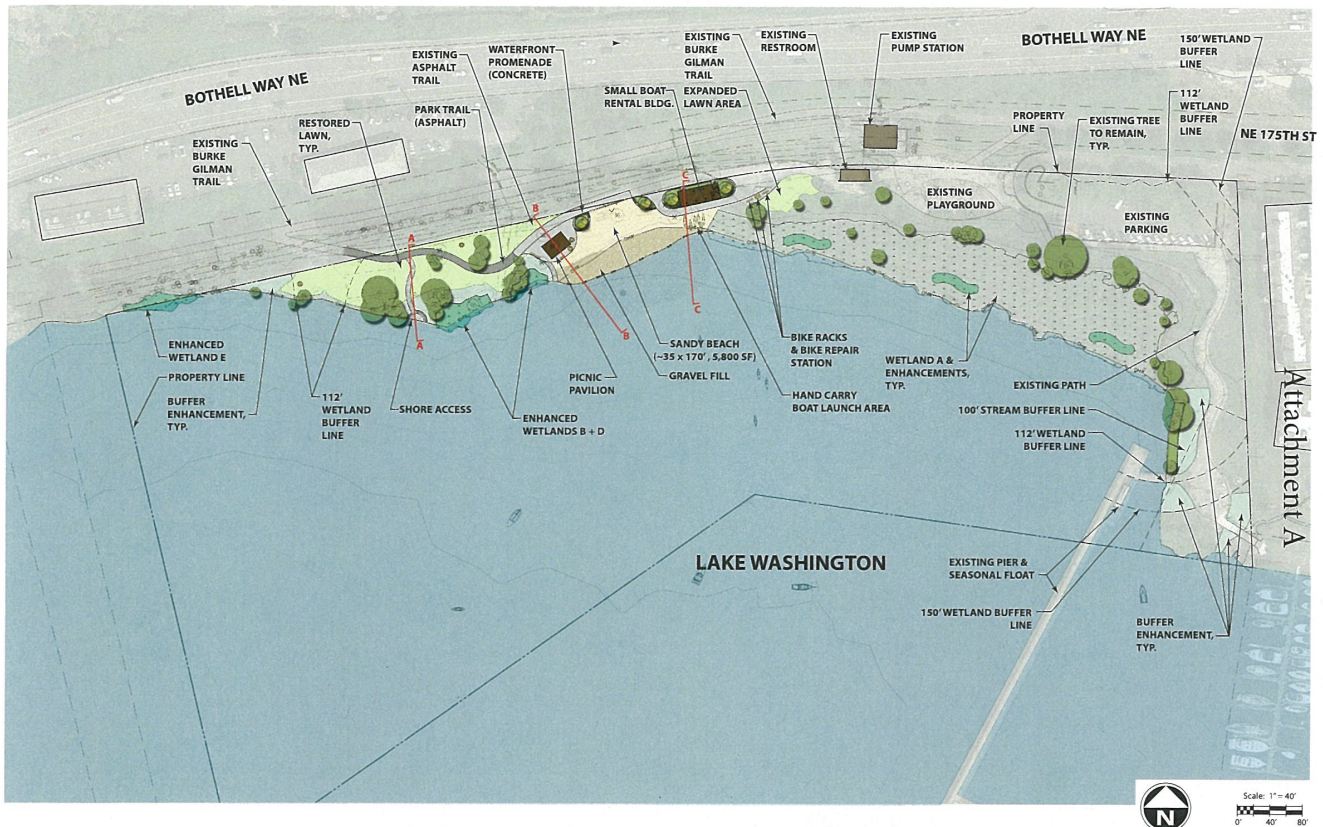 BOTHELL WAY NE
BOTHELL WAY NE
EXISTING
BURKE
GILMAN
TRAIL
RESTORED
LAWN,
TYP.
EXISTING
ASPHALT
TRAIL
PARK TRAIL
(ASPHALT)
WATERFRONT
PROMENADE
(CONCRETE)
SMALL BOAT
RENTAL BLDG.
EXISTING
BURKE
GILMAN
TRAIL
EXPANDED
LAWN AREA
EXISTING
RESTROOM
EXISTING
PUMP STATION
PROPERTY
LINE
EXISTING TREE
TO REMAIN,
TYP.
150' WETLAND
BUFFER
LINE
112'
WETLAND
BUFFER
LINE
NE 175TH ST
EXISTING
PLAYGROUND
EXISTING
PARKING
A
A
B
B
C
C
ENHANCED
WETLAND E
PROPERTY LINE
BUFFER
ENHANCEMENT,
TYP.
112'
WETLAND
BUFFER
LINE
SHORE ACCESS
ENHANCED
WETLANDS B + D
PICNIC
PAVILION
SANDY BEACH
(~35 x 170', 5,800 SF)
GRAVEL FILL
BIKE RACKS
& BIKE REPAIR
STATION
HAND CARRY
BOAT LAUNCH AREA
WETLAND A &
ENHANCEMENTS,
TYP.
EXISTING PATH
100' STREAM BUFFER LINE
112' WETLAND
BUFFER LINE
LAKE WASHINGTON
EXISTING PIER &
SEASONAL FLOAT
150' WETLAND BUFFER
LINE
BUFFER
ENHANCEMENT,
TYP.
Attachment A
N
Scale: 1" = 40'
0' 40' 80'